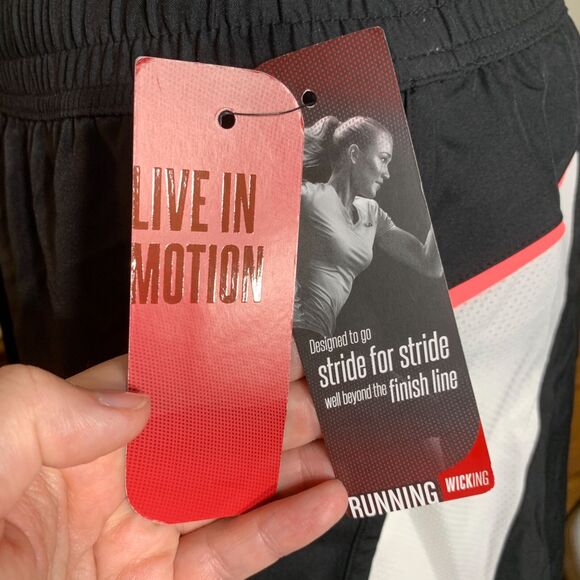 LIVE IN
MOTION
Designed to go
stride for stride
well beyond the finish line
RUNNING
WICKING